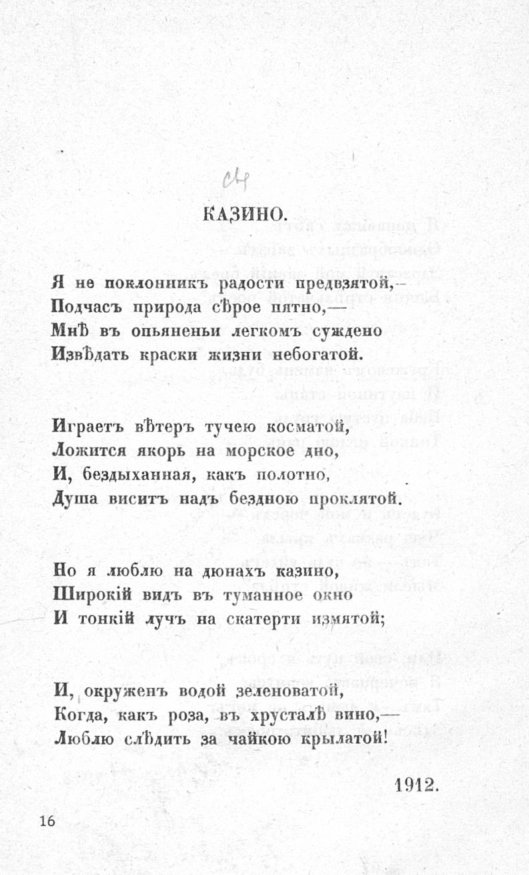 КАЗИНО.
Я не поклонникъ радости предвзятой,—
Подчасъ природа сѣрое пятно,—
Мнѣ въ опьяненьи легкомъ суждено
Извѣдать краски жизни небогатой.
Играетъ вѣтеръ тучею косматой,
Ложится якорь на морское дно,
И, бездыханная, какъ полотно,
Душа виситъ надъ бездною проклятой.
Но я люблю на дюнахъ казино,
Широкій видъ въ туманное окно
И тонкій лучъ на скатерти измятой;
И, окруженъ водой зеленоватой,
Когда, какъ роза, въ хрусталѣ вино,—
Люблю слѣдить за чайкою крылатой!
1912.
16